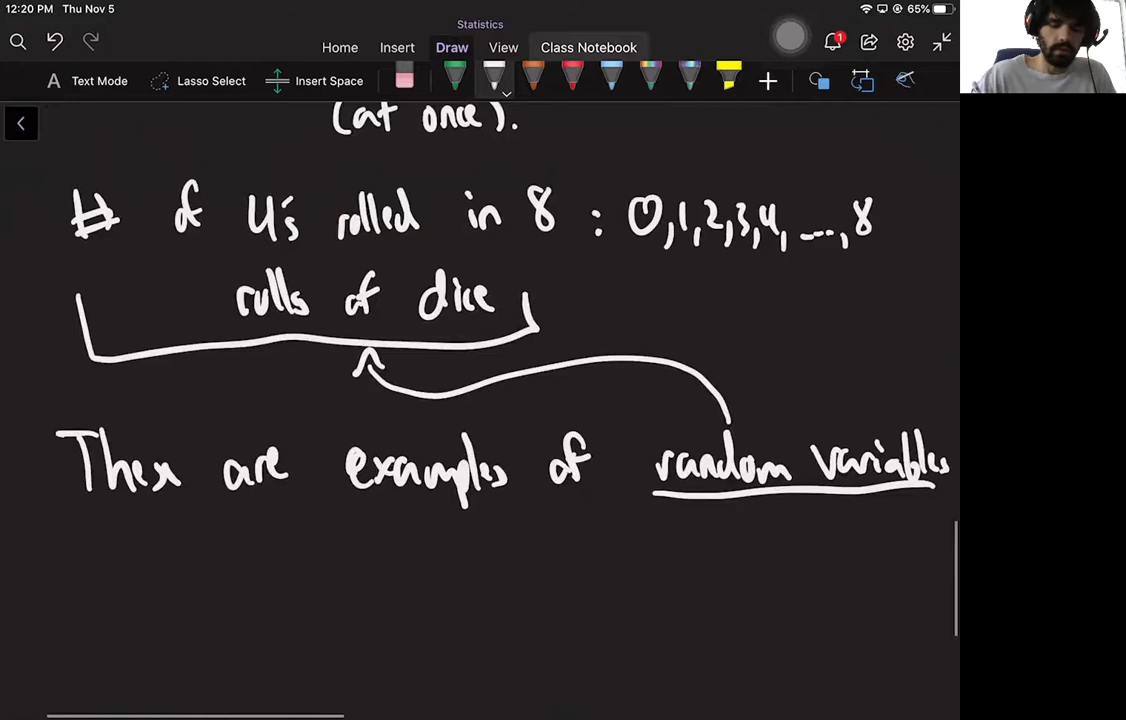 12:20 PM Thu Nov 5
65%
Statistics
Home Insert Draw View Class Notebook
1
Text Mode Lasso Select Insert Space
(at once).
# of 4's rolled in 8 : 0,1,2,3,4, ..., 8
rolls of dice
These are examples of random variables